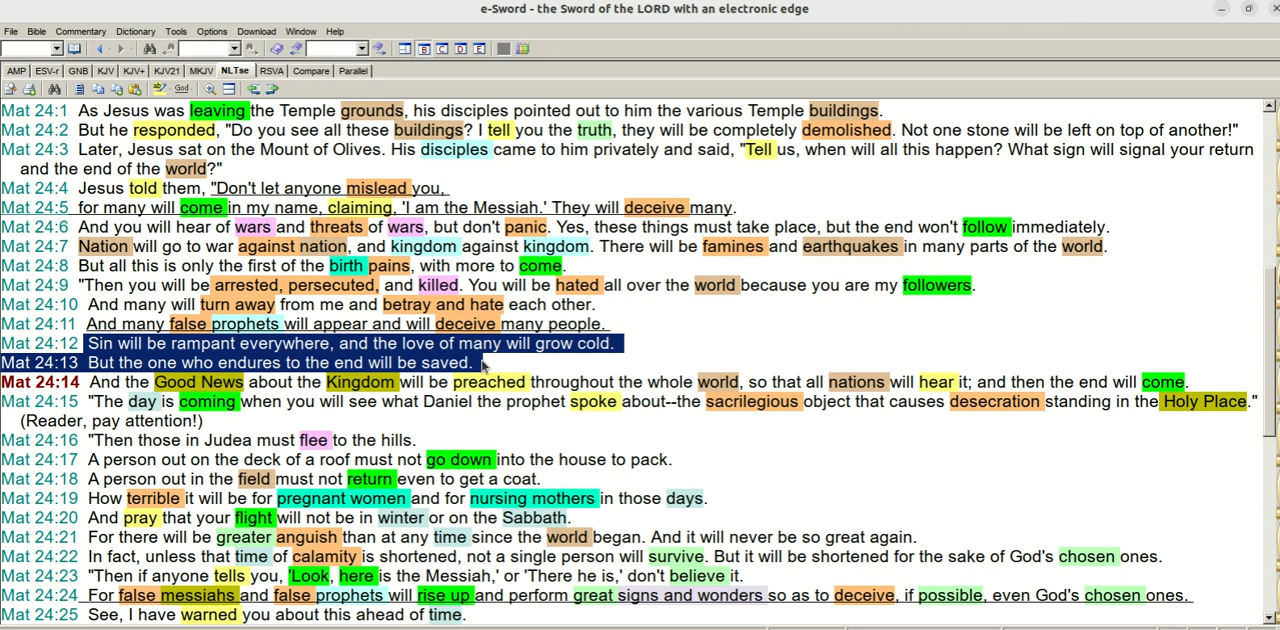 e-Sword - the Sword of the LORD with an electronic edge
File Bible Commentary Dictionary Tools Options Download Window Help
B C D E
AMP ESV-r GNB KJV KJV+ KJV21 MKJV NLTse RSVA Compare Parallel
God
Mat 24:1 As Jesus was leaving the Temple grounds, his disciples pointed out to him the various Temple buildings.
Mat 24:2 But he responded, "Do you see all these buildings? I tell you the truth, they will be completely demolished. Not one stone will be left on top of another!"
Mat 24:3 Later, Jesus sat on the Mount of Olives. His disciples came to him privately and said, "Tell us, when will all this happen? What sign will signal your return
and the end of the world?"
Mat 24:4 Jesus told them, "Don't let anyone mislead you,
Mat 24:5 for many will come in my name, claiming, 'I am the Messiah.' They will deceive many.
Mat 24:6 And you will hear of wars and threats of wars, but don't panic. Yes, these things must take place, but the end won't follow immediately.
Mat 24:7 Nation will go to war against nation, and kingdom against kingdom. There will be famines and earthquakes in many parts of the world.
Mat 24:8 But all this is only the first of the birth pains, with more to come.
Mat 24:9 "Then you will be arrested, persecuted, and killed. You will be hated all over the world because you are my followers.
Mat 24:10 And many will turn away from me and betray and hate each other.
Mat 24:11 And many false prophets will appear and will deceive many people.
Mat 24:12 Sin will be rampant everywhere, and the love of many will grow cold.
Mat 24:13 But the one who endures to the end will be saved.
Mat 24:14 And the Good News about the Kingdom will be preached throughout the whole world, so that all nations will hear it; and then the end will come.
Mat 24:15 "The day is coming when you will see what Daniel the prophet spoke about--the sacrilegious object that causes desecration standing in the Holy Place."
(Reader, pay attention!)
Mat 24:16 "Then those in Judea must flee to the hills.
Mat 24:17 A person out on the deck of a roof must not go down into the house to pack.
Mat 24:18 A person out in the field must not return even to get a coat.
Mat 24:19 How terrible it will be for pregnant women and for nursing mothers in those days.
Mat 24:20 And pray that your flight will not be in winter or on the Sabbath.
Mat 24:21 For there will be greater anguish than at any time since the world began. And it will never be so great again.
Mat 24:22 In fact, unless that time of calamity is shortened, not a single person will survive. But it will be shortened for the sake of God's chosen ones.
Mat 24:23 "Then if anyone tells you, 'Look, here is the Messiah,' or 'There he is,' don't believe it.
Mat 24:24 For false messiahs and false prophets will rise up and perform great signs and wonders so as to deceive, if possible, even God's chosen ones.
Mat 24:25 See, I have warned you about this ahead of time.